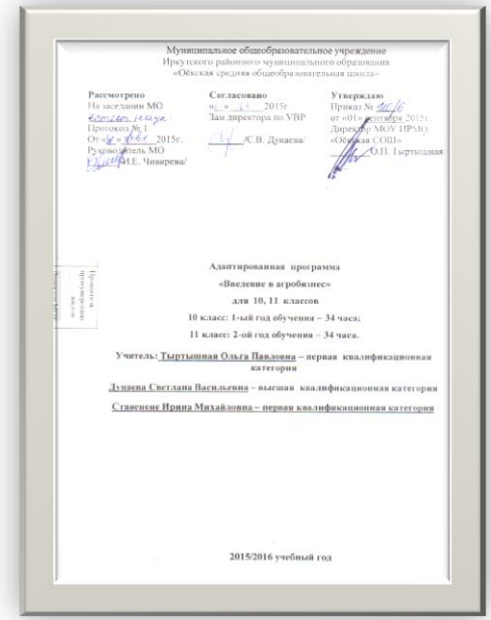 Муниципальное общеобразовательное учреждение
Иркутского районного муниципального образования
«Оёкская средняя общеобразовательная школа»
Рассмотрено
На заседании МО
естеств наук
Протокол № 1
От 2015г.
Руководитель МО
/И.Е. Чивирева/
Согласовано
2015г
Зам директора по УВР
/С.В. Дунаева/
Утверждаю
Приказ №
от «01» сентября 2015г.
Директор МОУ ИРМО
«Оёкская СОШ»
О.П. Тыртышная
Адаптированная программа
«Введение в агробизнес»
для 10, 11 классов
10 класс: 1-ый год обучения – 34 часа;
11 класс: 2-ой год обучения – 34 часа.
Учитель: Тыртышная Ольга Павловна – первая квалификационная
категория
Дунаева Светлана Васильевна – высшая квалификационная категория
Ставенене Ирина Михайловна – первая квалификационная категория
2015/2016 учебный год